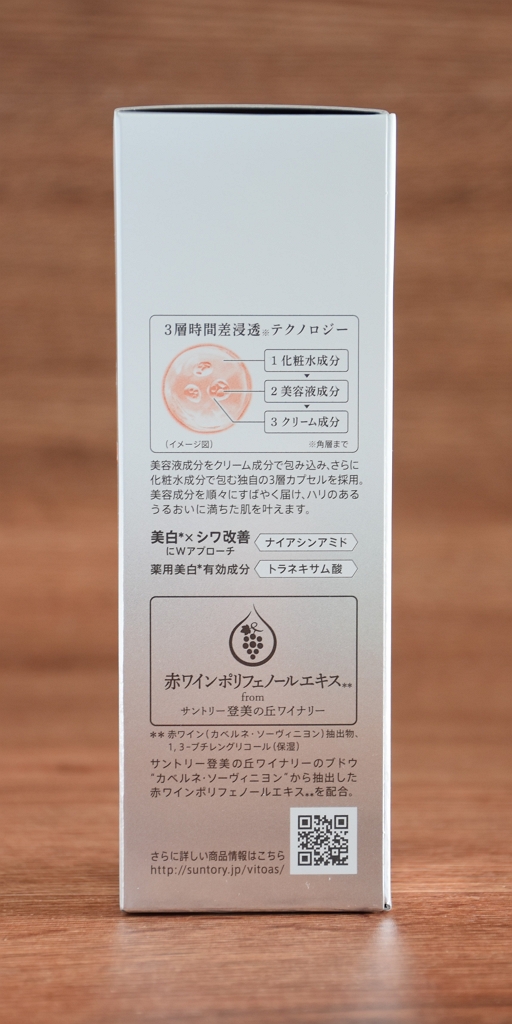 3層時間差浸透※テクノロジー
1 化粧水成分
2 美容液成分
3 クリーム成分
(イメージ図)
※角層まで
美容液成分をクリーム成分で包み込み、さらに
化粧水成分で包む独自の3層カプセルを採用。
美容成分を順々にすばやく届け、ハリのある
うるおいに満ちた肌を叶えます。
美白*×シワ改善
にWアプローチ
ナイアシンアミド
薬用美白*有効成分
トラネキサム酸
赤ワインポリフェノールエキス**
from
サントリー登美の丘ワイナリー
**赤ワイン(カベルネ・ソーヴィニヨン)抽出物、
1,3-ブチレングリコール(保湿)
サントリー登美の丘ワイナリーのブドウ
"カベルネ・ソーヴィニヨン"から抽出した
赤ワインポリフェノールエキス**を配合。
さらに詳しい商品情報はこちら
http://suntory.jp/vitoas/